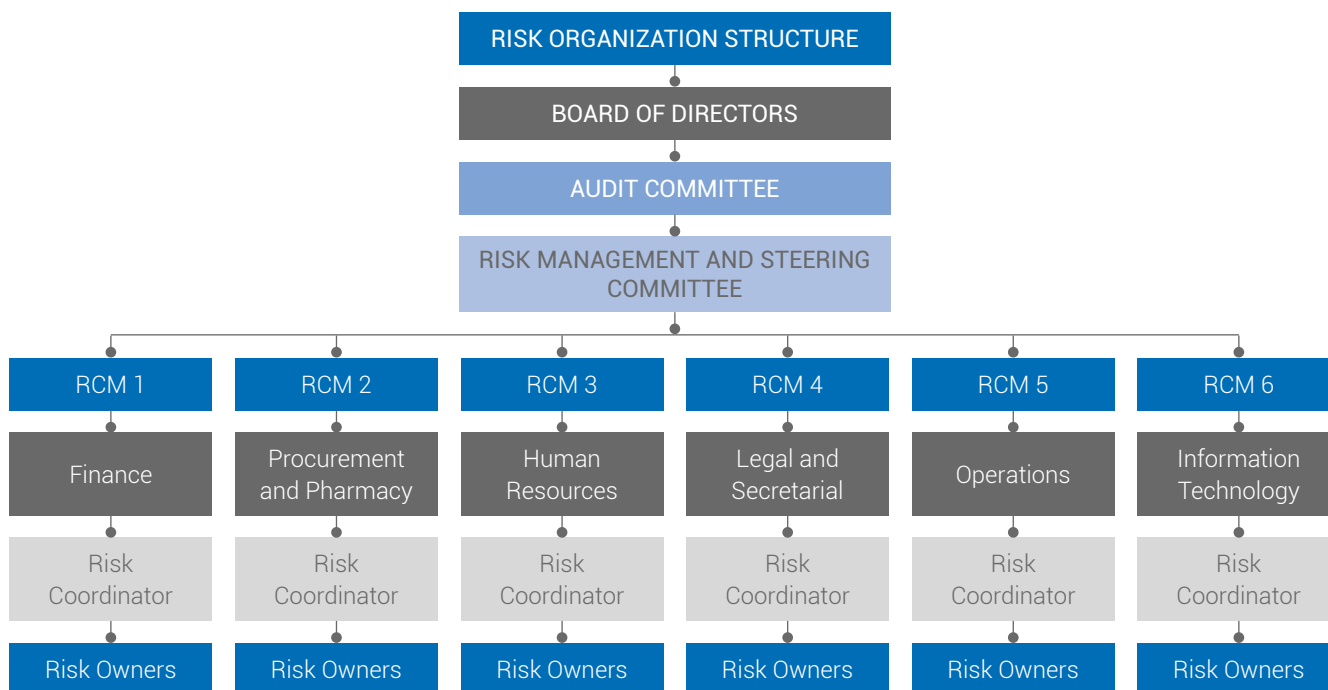 RISK ORGANIZATION STRUCTURE
BOARD OF DIRECTORS
AUDIT COMMITTEE
RISK MANAGEMENT AND STEERING
COMMITTEE
RCM 1
RCM 2
RCM 3
RCM 4
RCM 5
RCM 6
Finance
Procurement
and Pharmacy
Human
Resources
Legal and
Secretarial
Operations
Information
Technology
Risk
Coordinator
Risk
Coordinator
Risk
Coordinator
Risk
Coordinator
Risk
Coordinator
Risk
Coordinator
Risk Owners
Risk Owners
Risk Owners
Risk Owners
Risk Owners
Risk Owners